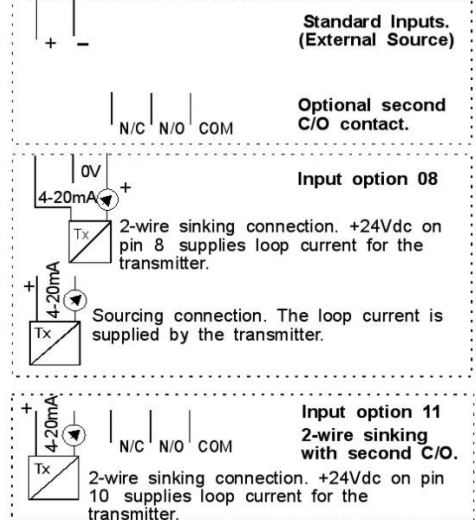 Standard Inputs.
(External Source)
+ –
Optional second
C/O contact.
N/C N/O COM
Input option 08
0V
4-20mA +
Tx
2-wire sinking connection. +24Vdc on
pin 8 supplies loop current for the
transmitter.
+ 4-20mA
Tx
Sourcing connection. The loop current is
supplied by the transmitter.
Input option 11
2-wire sinking
with second C/O.
+ 4-20mA
N/C N/O COM
Tx
2-wire sinking connection. +24Vdc on pin
10 supplies loop current for the
transmitter.